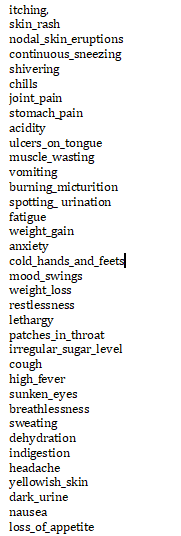 itching,
skin_rash
nodal_skin_eruptions
continuous_sneezing
shivering
chills
joint_pain
stomach_pain
acidity
ulcers_on_tongue
muscle_wasting
vomiting
burning_micturition
spotting_ urination
fatigue
weight_gain
anxiety
cold_hands_and_feets
mood_swings
weight_loss
restlessness
lethargy
patches_in_throat
irregular_sugar_level
cough
high_fever
sunken_eyes
breathlessness
sweating
dehydration
indigestion
headache
yellowish_skin
dark_urine
nausea
loss_of_appetite